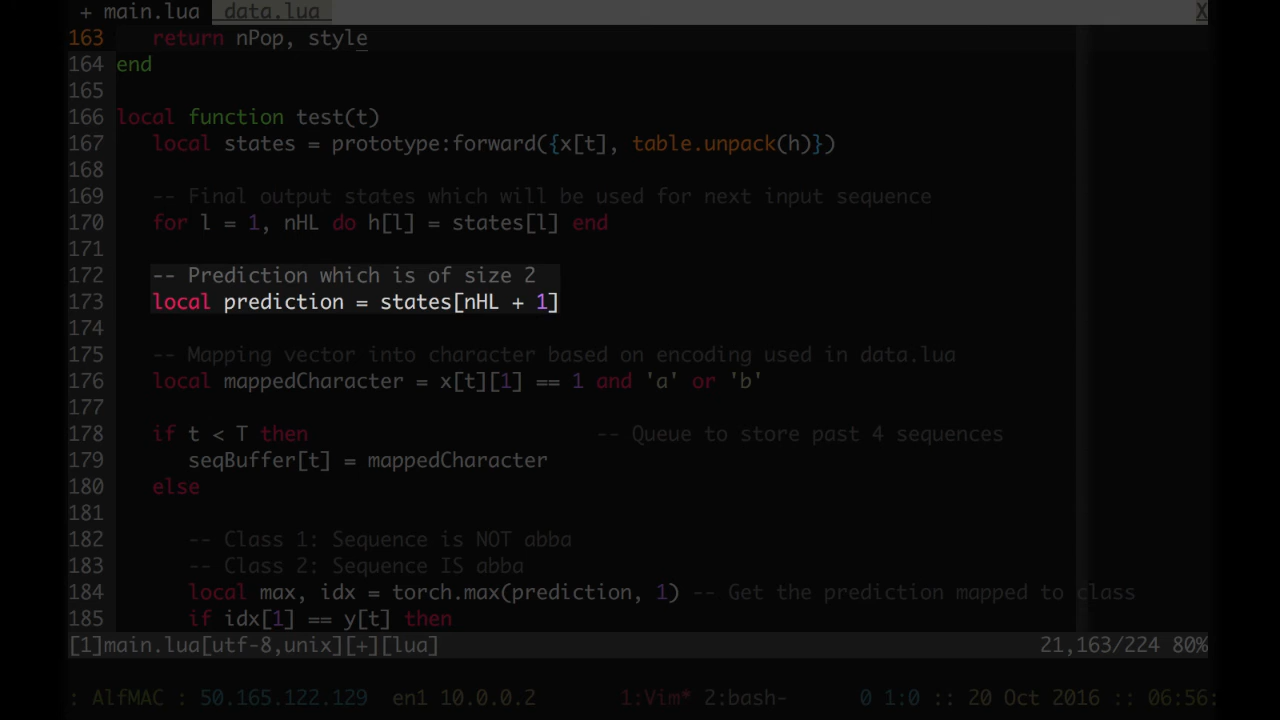 + main.lua  data.lua  X
163    return nPop, style
164 end
165
166 local function test(t)
167    local states = prototype:forward({x[t], table.unpack(h)})
168
169    -- Final output states which will be used for next input sequence
170    for l = 1, nHL do h[l] = states[l] end
171
172    -- Prediction which is of size 2
173    local prediction = states[nHL + 1]
174
175    -- Mapping vector into character based on encoding used in data.lua
176    local mappedCharacter = x[t][1] == 1 and 'a' or 'b'
177
178    if t < T then                        -- Queue to store past 4 sequences
179       seqBuffer[t] = mappedCharacter
180    else
181
182       -- Class 1: Sequence is NOT abba
183       -- Class 2: Sequence IS abba
184       local max, idx = torch.max(prediction, 1) -- Get the prediction mapped to class
185       if idx[1] == y[t] then
[1]main.lua[utf-8,unix][+][lua]  21,163/224 80%
: AlfMAC : 50.165.122.129  en1 10.0.0.2  1:Vim* 2:bash-  0 1:0 :: 20 Oct 2016 :: 06:56: